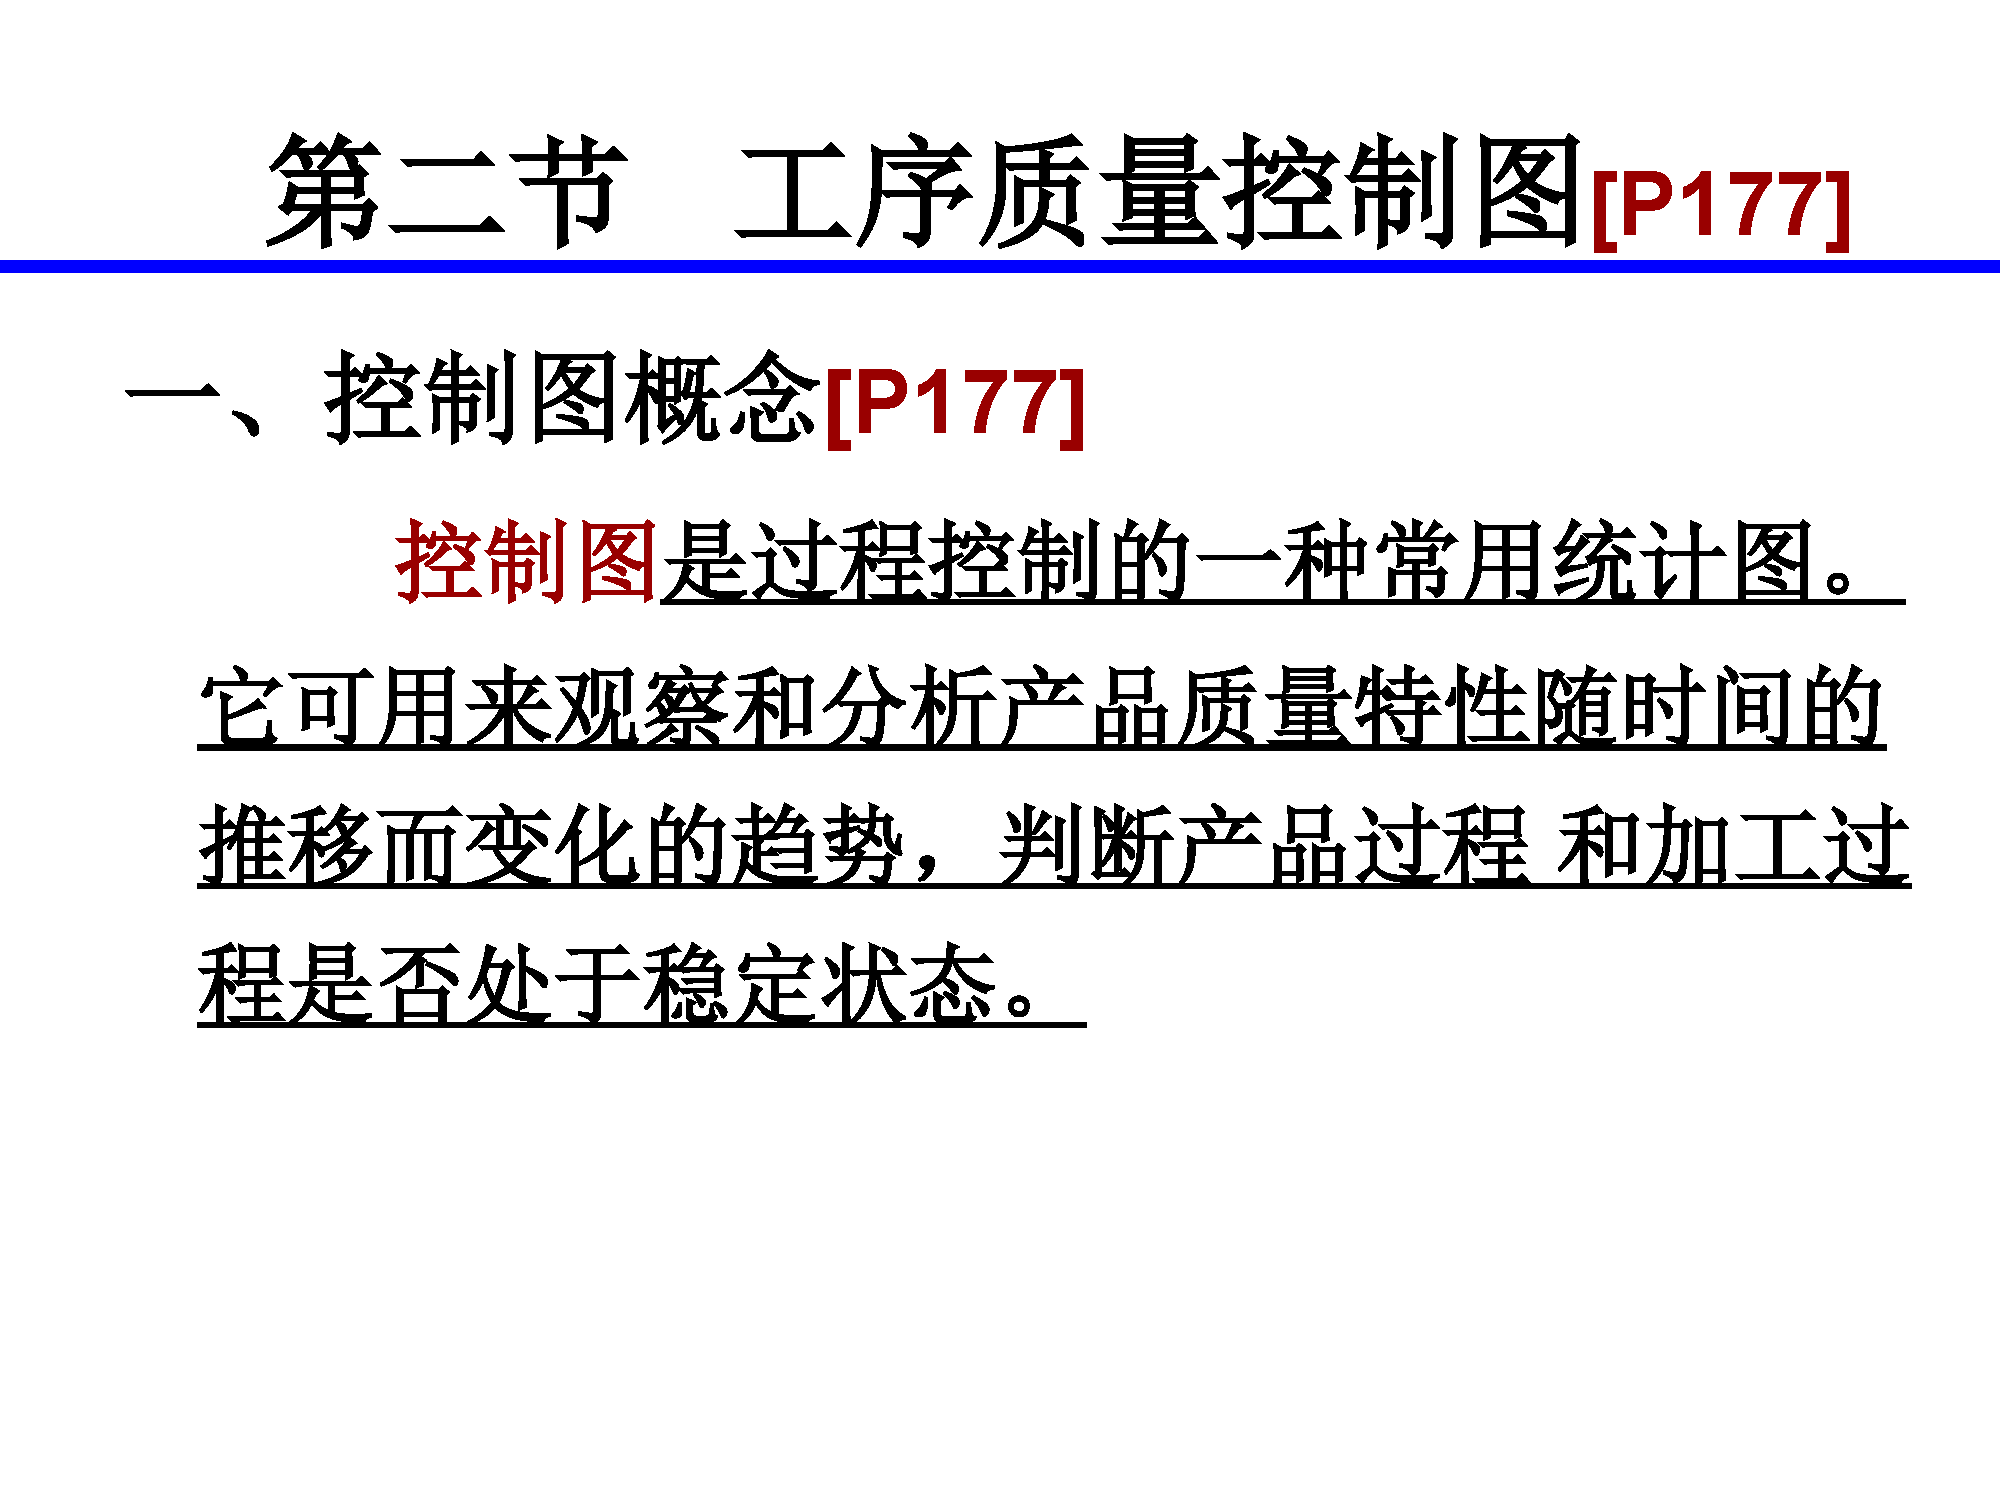 第二节 工序质量控制图[P177]
一、控制图概念[P177]
控制图是过程控制的一种常用统计图。
它可用来观察和分析产品质量特性随时间的
推移而变化的趋势，判断产品过程 和加工过
程是否处于稳定状态。